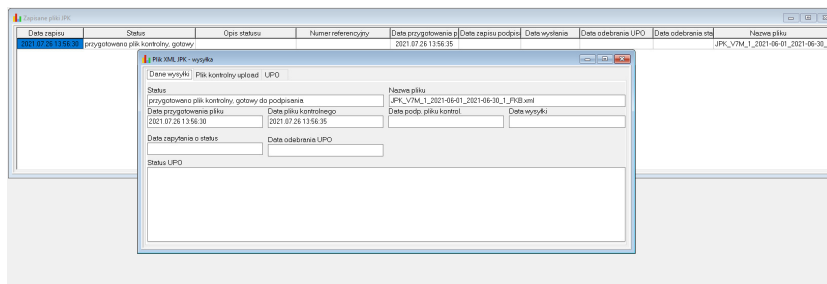 Zapisane pliki JPK
Data zapisu Status Opis statusu Numer referencyjny Data przygotowania p Data zapisu podpis Data wysłania Data odebrania UPO Data odebrania sta Nazwa pliku
2021.07.26 13:56:30 przygotowano plik kontrolny, gotowy 2021.07.26 13:56:35 JPK_V7M_1_2021-06-01_2021-06-30_
Plik XML JPK - wysyłka
Dane wysyłki Plik kontrolny upload UPO
Status Nazwa pliku
przygotowano plik kontrolny, gotowy do podpisania JPK_V7M_1_2021-06-01_2021-06-30_1_FKB.xml
Data przygotowania pliku Data pliku kontrolnego Data podp. pliku kontrol. Data wysyłki
2021.07.26 13:56:30 2021.07.26 13:56:35
Data zapytania o status Data odebrania UPO
Status UPO